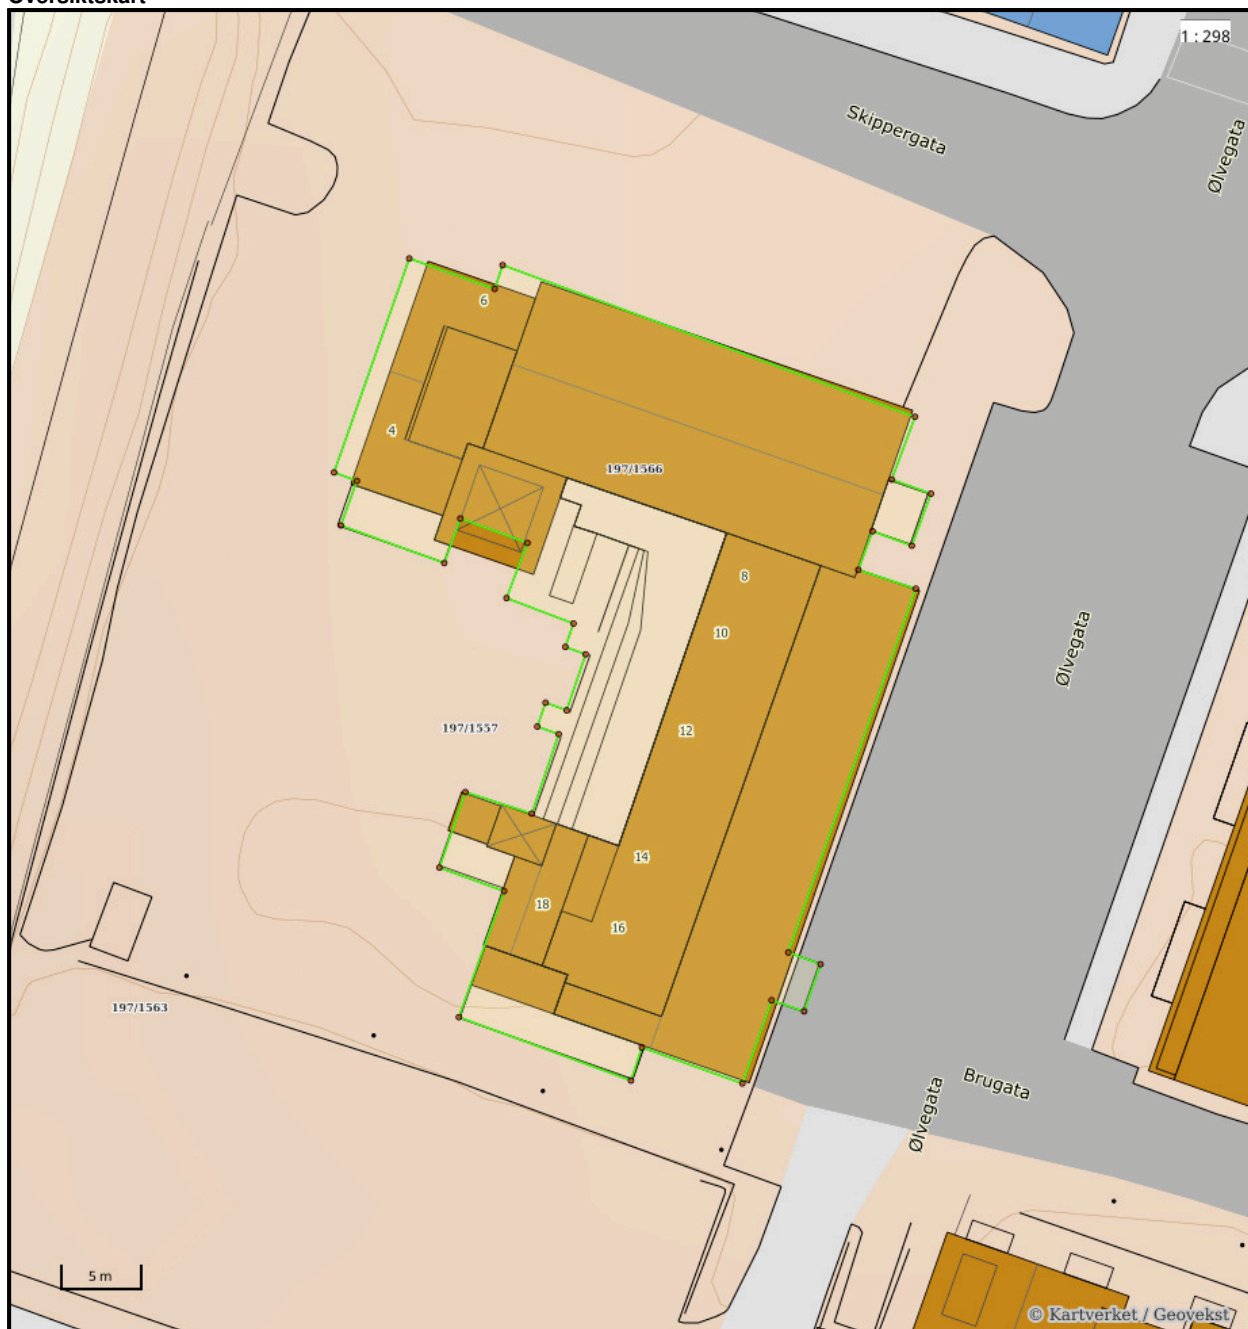 Oversiktskart
1 : 298
Skippergata
Ølvegata
6
4
197/1566
8
10
Ølvegata
12
197/1557
14
18
16
197/1563
Brugata
Ølvegata
5 m
© Kartverket / Geovekst